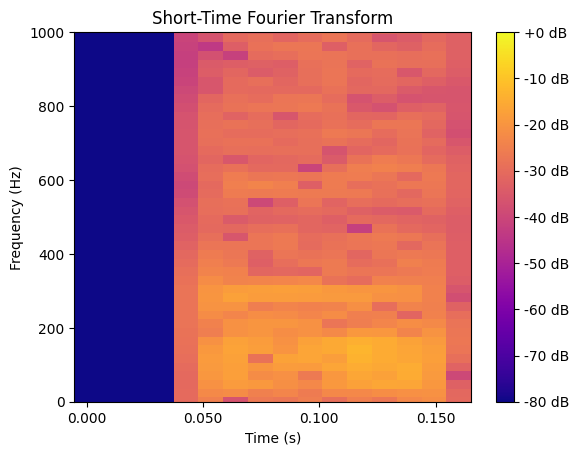 Short-Time Fourier Transform
1000
800
600
400
200
0
Frequency (Hz)
0.000
0.050
0.100
0.150
Time (s)
+0 dB
-10 dB
-20 dB
-30 dB
-40 dB
-50 dB
-60 dB
-70 dB
-80 dB